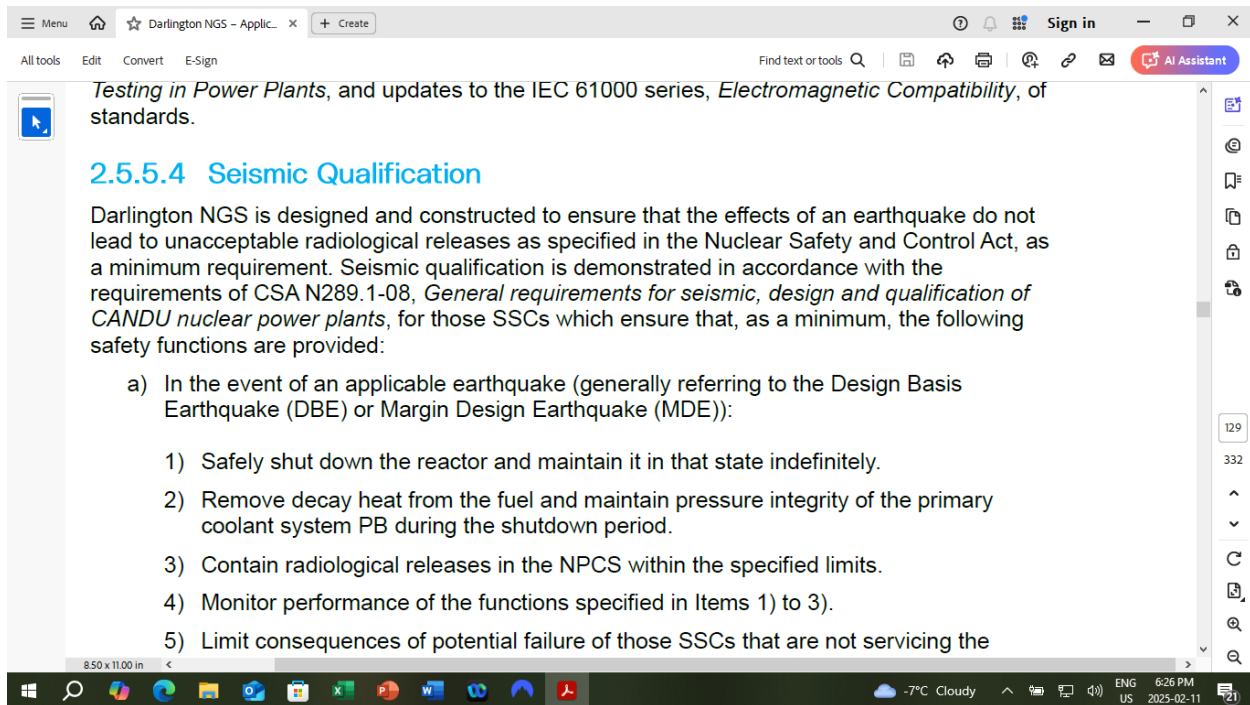 Menu
Darlington NGS – Applic...
+ Create
Sign in
All tools Edit Convert E-Sign
Find text or tools
AI Assistant
Testing in Power Plants, and updates to the IEC 61000 series, Electromagnetic Compatibility, of
standards.
2.5.5.4 Seismic Qualification
Darlington NGS is designed and constructed to ensure that the effects of an earthquake do not
lead to unacceptable radiological releases as specified in the Nuclear Safety and Control Act, as
a minimum requirement. Seismic qualification is demonstrated in accordance with the
requirements of CSA N289.1-08, General requirements for seismic, design and qualification of
CANDU nuclear power plants, for those SSCs which ensure that, as a minimum, the following
safety functions are provided:
a) In the event of an applicable earthquake (generally referring to the Design Basis
Earthquake (DBE) or Margin Design Earthquake (MDE)):
1) Safely shut down the reactor and maintain it in that state indefinitely.
2) Remove decay heat from the fuel and maintain pressure integrity of the primary
coolant system PB during the shutdown period.
3) Contain radiological releases in the NPCS within the specified limits.
4) Monitor performance of the functions specified in Items 1) to 3).
5) Limit consequences of potential failure of those SSCs that are not servicing the
129
332
8.50 x 11.00 in
-7°C Cloudy
ENG
US
6:26 PM
2025-02-11
21